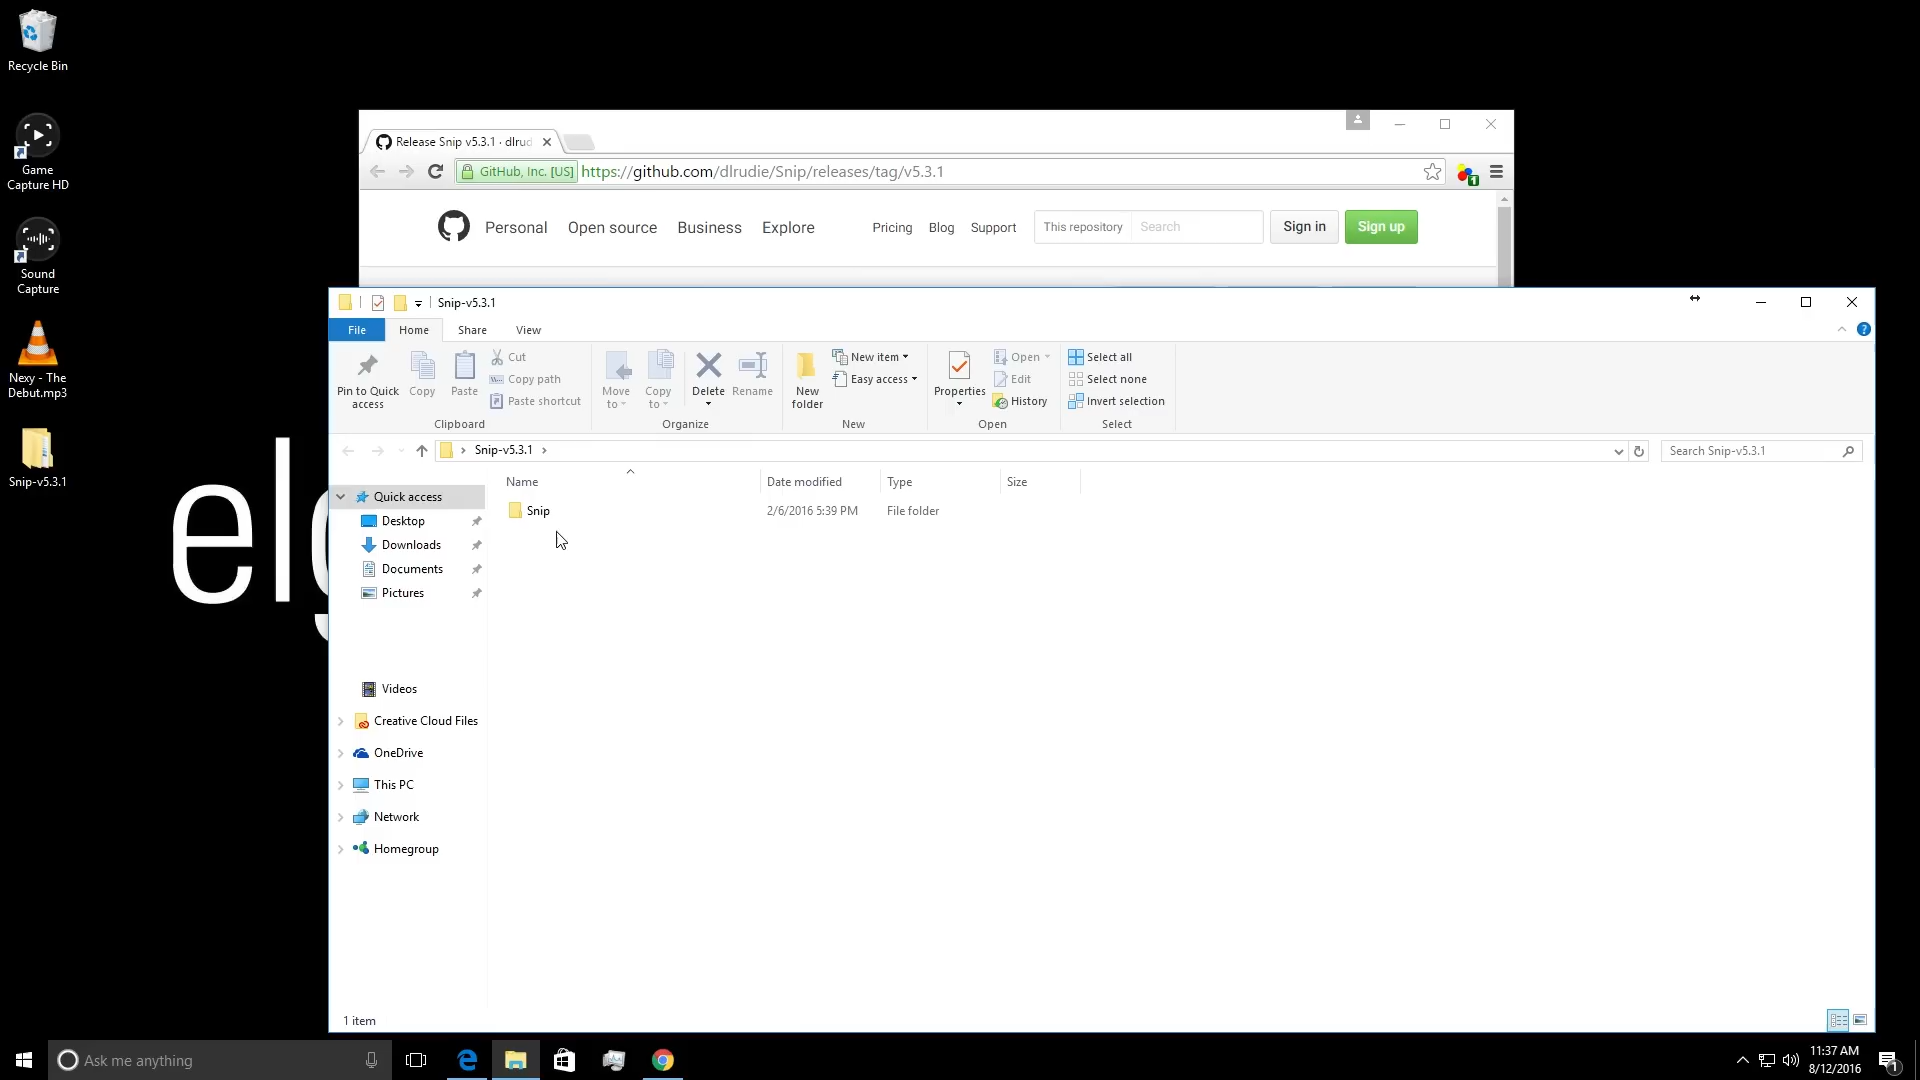 Recycle Bin
Game
Capture HD
Sound
Capture
Nexy - The
Debut.mp3
Snip-v5.3.1
el
Release Snip v5.3.1 · dlrud
GitHub, Inc. [US]
https://github.com/dlrudie/Snip/releases/tag/v5.3.1
1
Personal Open source Business Explore Pricing Blog Support This repository Search Sign in Sign up
Snip-v5.3.1
File Home Share View
Pin to Quick
access
Copy
Paste
Cut
Copy path
Paste shortcut
Clipboard
Move
to
Copy
to
Delete
Rename
Organize
New
folder
New item
Easy access
New
Properties
Open
Edit
History
Open
Select all
Select none
Invert selection
Select
Snip-v5.3.1
Search Snip-v5.3.1
Quick access
Desktop
Downloads
Documents
Pictures
Videos
Creative Cloud Files
OneDrive
This PC
Network
Homegroup
Name Date modified Type Size
Snip 2/6/2016 5:39 PM File folder
1 item
Ask me anything
11:37 AM
8/12/2016
1